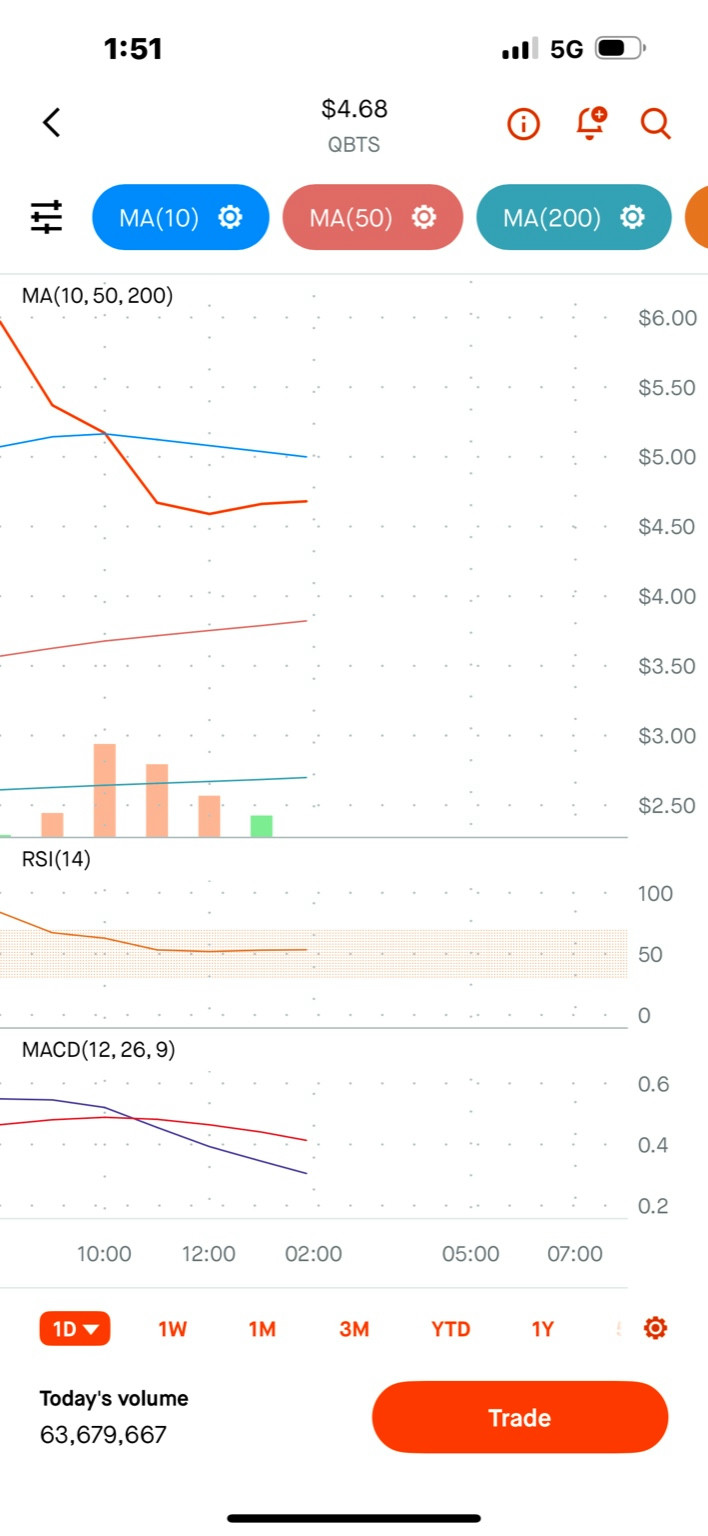 1:51 5G
$4.68
QBTS
MA(10) MA(50) MA(200)
MA(10, 50, 200)
$6.00
$5.50
$5.00
$4.50
$4.00
$3.50
$3.00
$2.50
RSI(14)
100
50
0
MACD(12, 26, 9)
0.6
0.4
0.2
10:00 12:00 02:00 05:00 07:00
1D 1W 1M 3M YTD 1Y
Today's volume
63,679,667
Trade